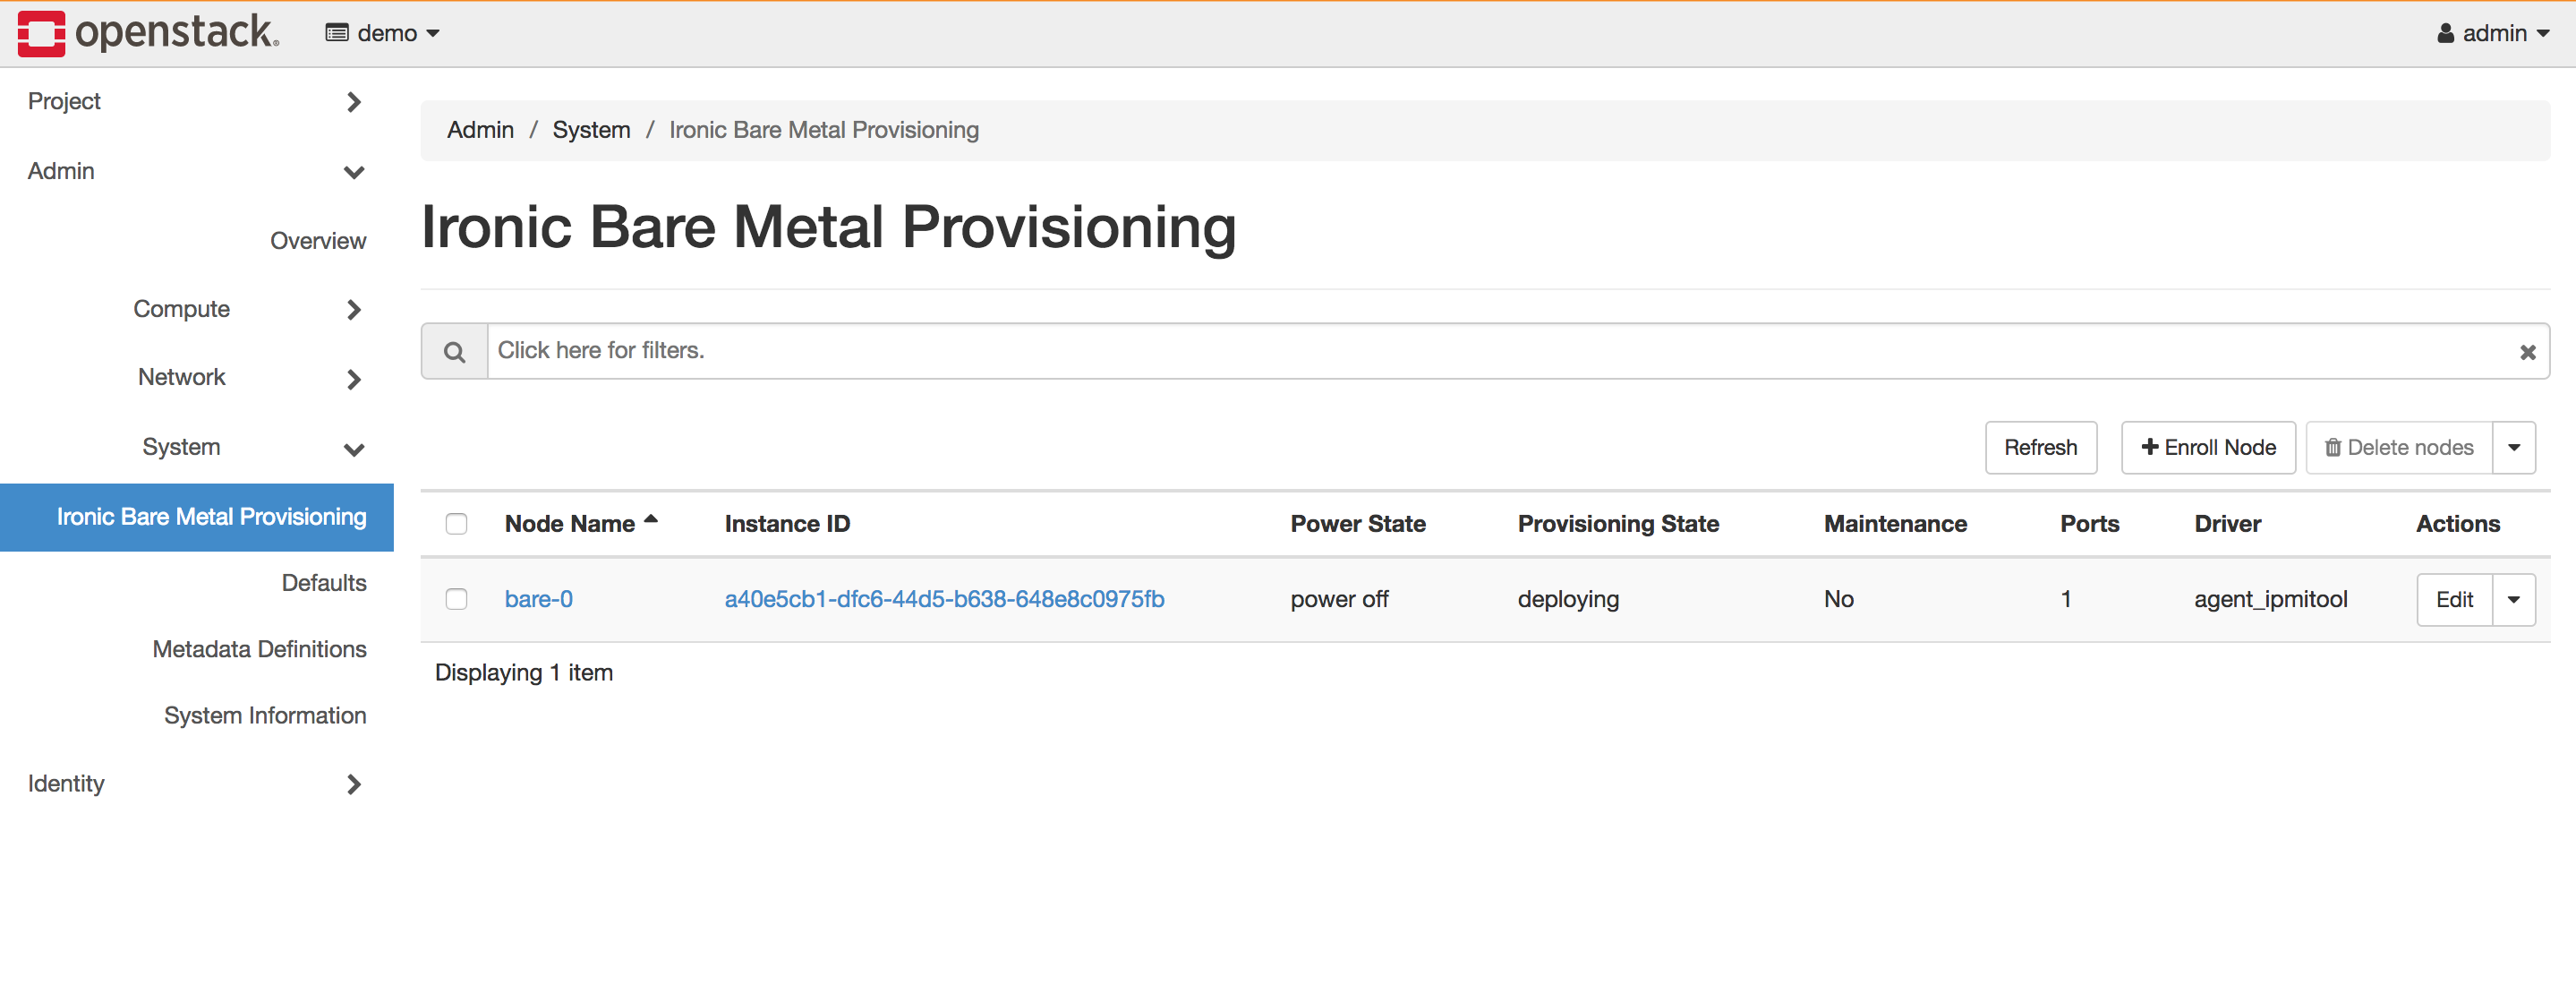 openstack. demo admin
Project
Admin
Overview
Compute
Network
System
Ironic Bare Metal Provisioning
Defaults
Metadata Definitions
System Information
Identity
Admin / System / Ironic Bare Metal Provisioning
Ironic Bare Metal Provisioning
Click here for filters.
Refresh Enroll Node Delete nodes
Node Name Instance ID Power State Provisioning State Maintenance Ports Driver Actions
bare-0 a40e5cb1-dfc6-44d5-b638-648e8c0975fb power off deploying No 1 agent_ipmitool Edit
Displaying 1 item